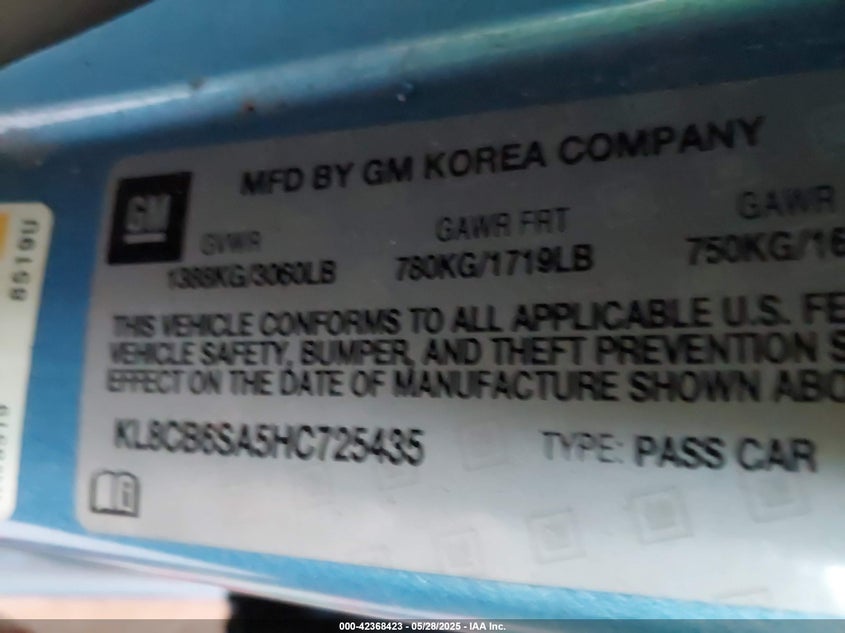 MFD BY GM KOREA COMPANY
GM
GVWR GAWR FRT GAWR
1388KG/3060LB 780KG/1719LB 750KG/16
THIS VEHICLE CONFORMS TO ALL APPLICABLE U.S. FE
VEHICLE SAFETY, BUMPER, AND THEFT PREVENTION S
EFFECT ON THE DATE OF MANUFACTURE SHOWN ABO
KL8CB6SA5HC725435 TYPE: PASS CAR
8519U
000-42368423 - 05/28/2025 - IAA Inc.